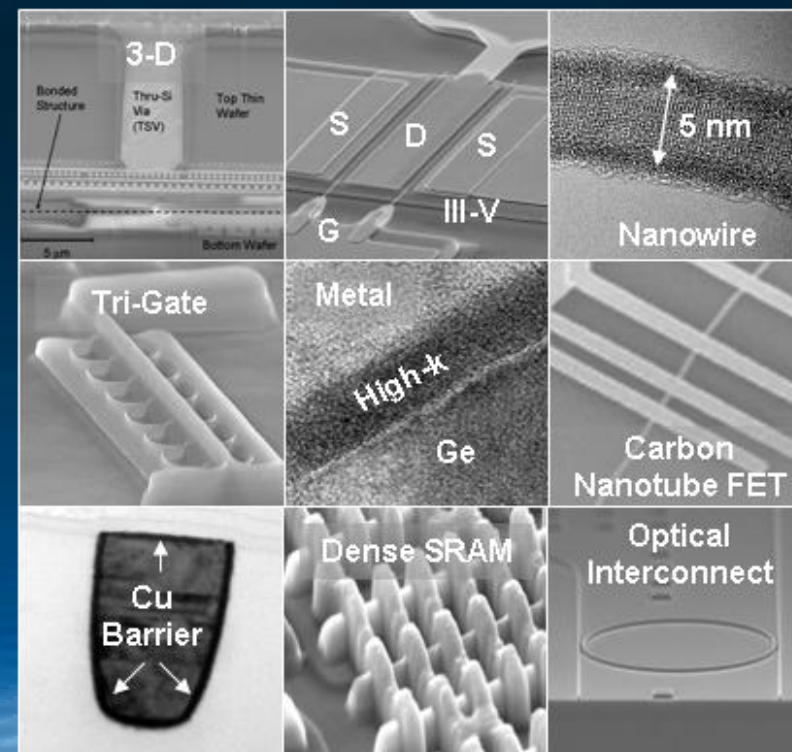 3-D
Bonded
Structure
Thru-Si
Via
(TSV)
Top Thin
Wafer
5 µm
Bottom Wafer
S
D
S
III-V
G
5 nm
Nanowire
Tri-Gate
Metal
High-k
Ge
Carbon
Nanotube FET
Cu
Barrier
Dense SRAM
Optical
Interconnect